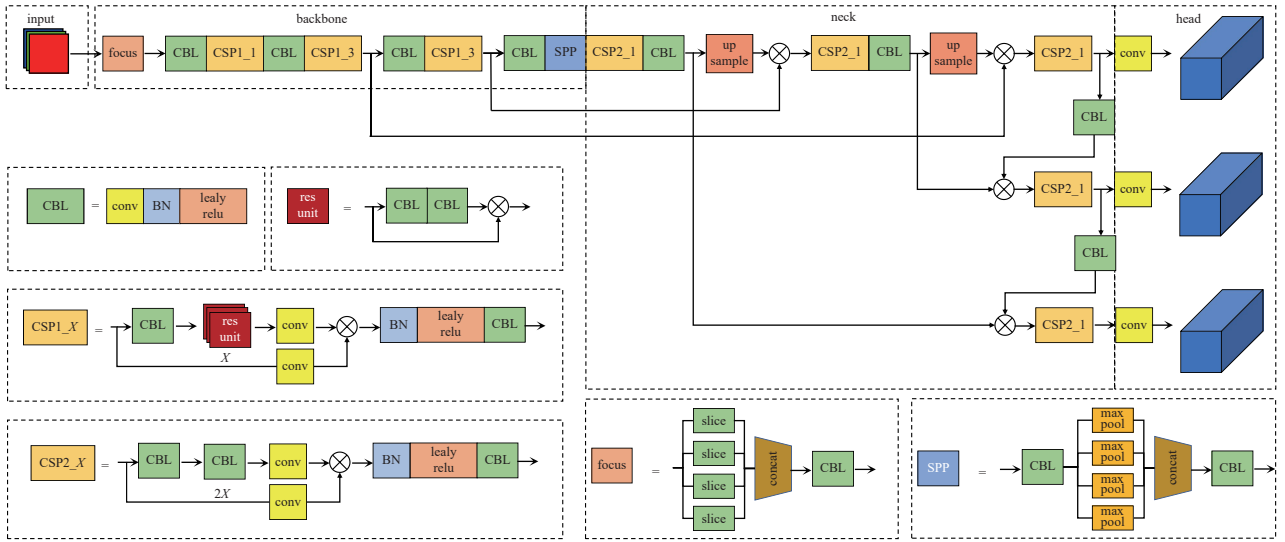 input
backbone
neck
head
focus
CBL
CSP1_1
CBL
CSP1_3
CBL
CSP1_3
CBL
SPP
CSP2_1
CBL
up
sample
CSP2_1
CBL
up
sample
CSP2_1
conv
CBL
CSP2_1
conv
CBL
CSP2_1
conv
CBL
=
conv
BN
lealy
relu
res
unit
=
CBL
CBL
CSP1_X
=
CBL
res
unit
conv
X
conv
BN
lealy
relu
CBL
CSP2_X
=
CBL
CBL
conv
2X
conv
BN
lealy
relu
CBL
focus
=
slice
slice
slice
slice
concat
CBL
SPP
=
CBL
max
pool
max
pool
max
pool
max
pool
concat
CBL